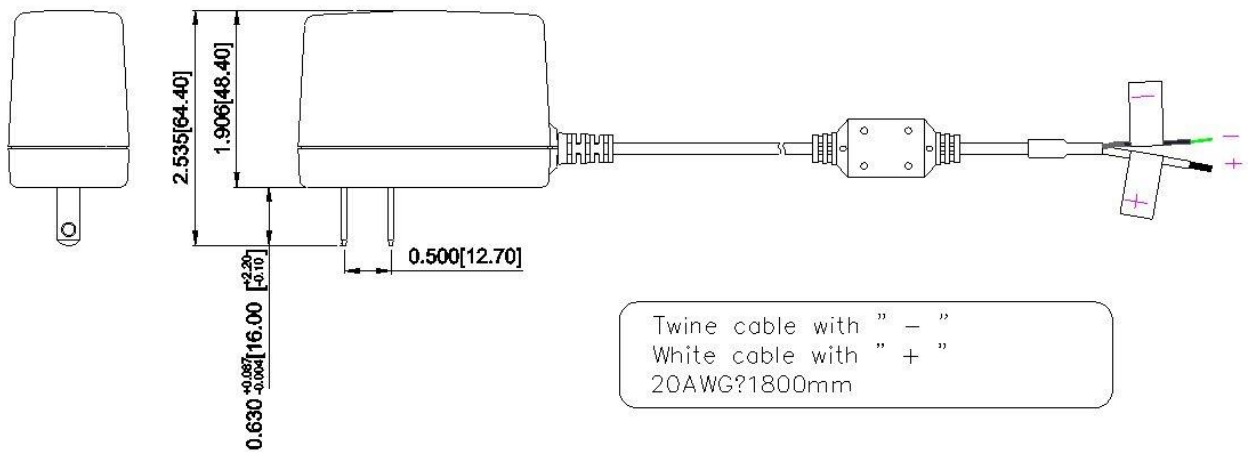 2.535[64.40]
1.906[48.40]
0.630 +0.087 -0.004 [16.00 +2.20 -0.10]
0.500[12.70]
−
−
+
+
Twine cable with " − "
White cable with " + "
20AWG?1800mm